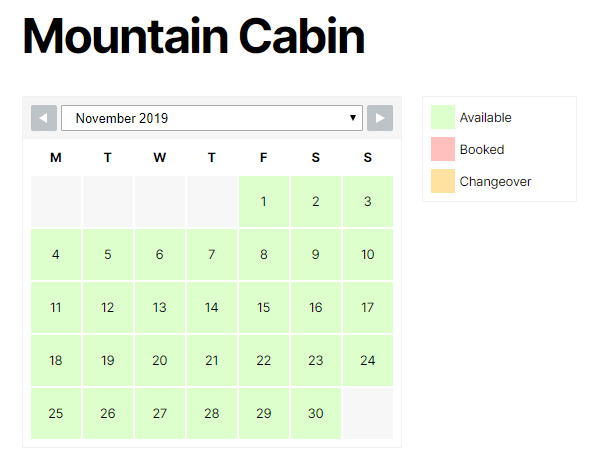 Mountain Cabin
November 2019
M T W T F S S
1 2 3
4 5 6 7 8 9 10
11 12 13 14 15 16 17
18 19 20 21 22 23 24
25 26 27 28 29 30
Available
Booked
Changeover